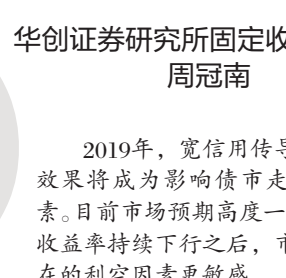 华创证券研究所固定收
周冠南
2019年，宽信用传导
效果将成为影响债市走
素。目前市场预期高度一
收益率持续下行之后，市
在的利空因素更敏感